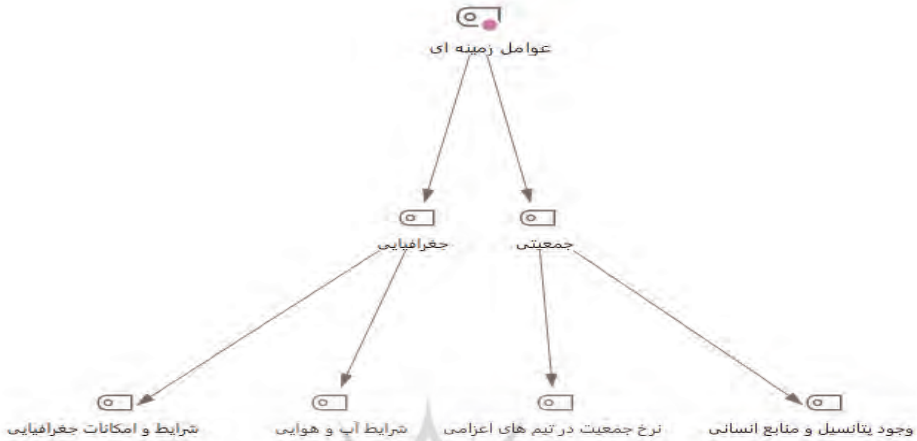 عوامل زمینه ای
جمعیتی
جغرافیایی
وجود پتانسیل و منابع انسانی
نرخ جمعیت در تیم های اعزامی
شرایط آب و هوایی
شرایط و امکانات جغرافیایی